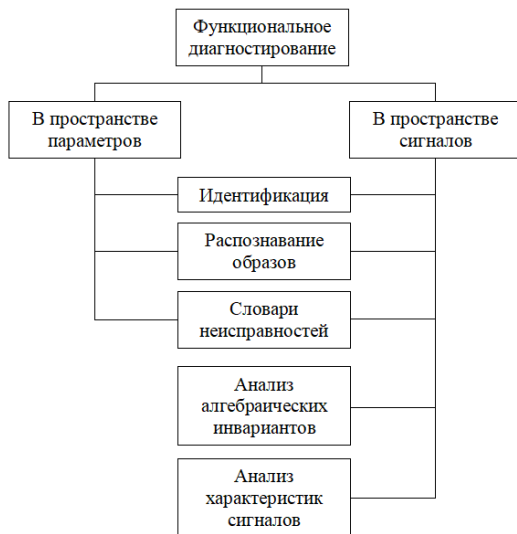 Функциональное
диагностирование
В пространстве
параметров
В пространстве
сигналов
Идентификация
Распознавание
образов
Словари
неисправностей
Анализ
алгебраических
инвариантов
Анализ
характеристик
сигналов